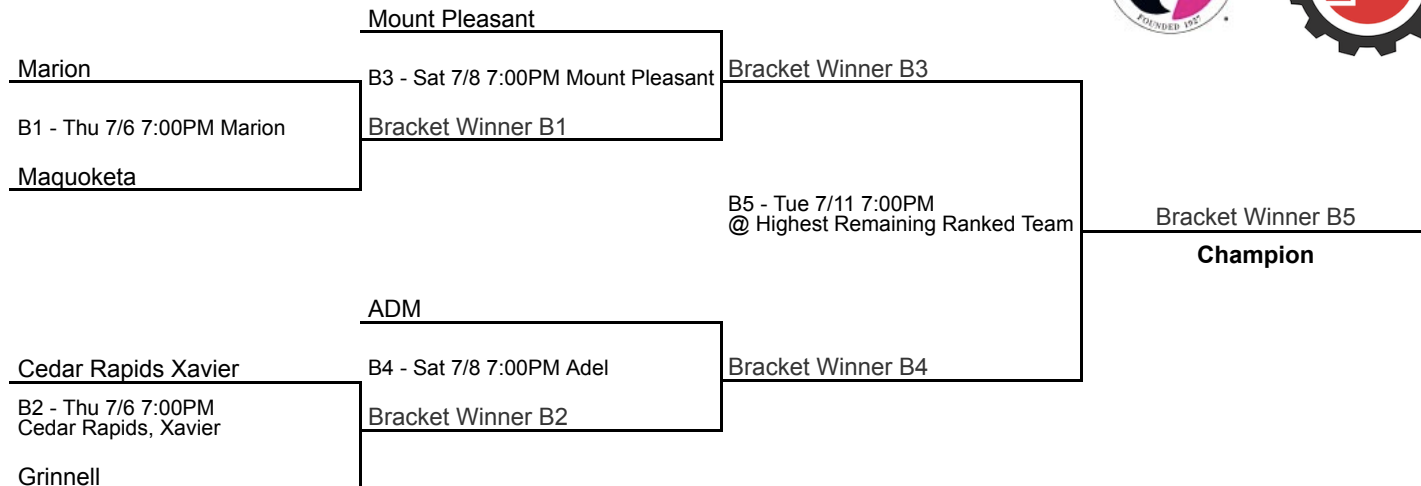 FOUNDED 1927
Mount Pleasant
Marion
B3 - Sat 7/8 7:00PM Mount Pleasant
Bracket Winner B3
B1 - Thu 7/6 7:00PM Marion
Bracket Winner B1
Maquoketa
B5 - Tue 7/11 7:00PM
@ Highest Remaining Ranked Team
Bracket Winner B5
Champion
ADM
Cedar Rapids Xavier
B4 - Sat 7/8 7:00PM Adel
Bracket Winner B4
B2 - Thu 7/6 7:00PM
Cedar Rapids, Xavier
Bracket Winner B2
Grinnell